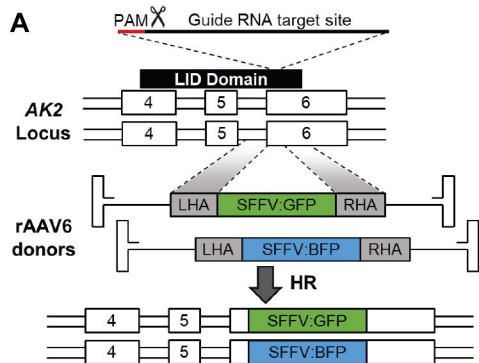 A
PAM Guide RNA target site
LID Domain
AK2
Locus
4 5 6
4 5 6
LHA SFFV:GFP RHA
rAAV6
donors
LHA SFFV:BFP RHA
HR
4 5 SFFV:GFP
4 5 SFFV:BFP